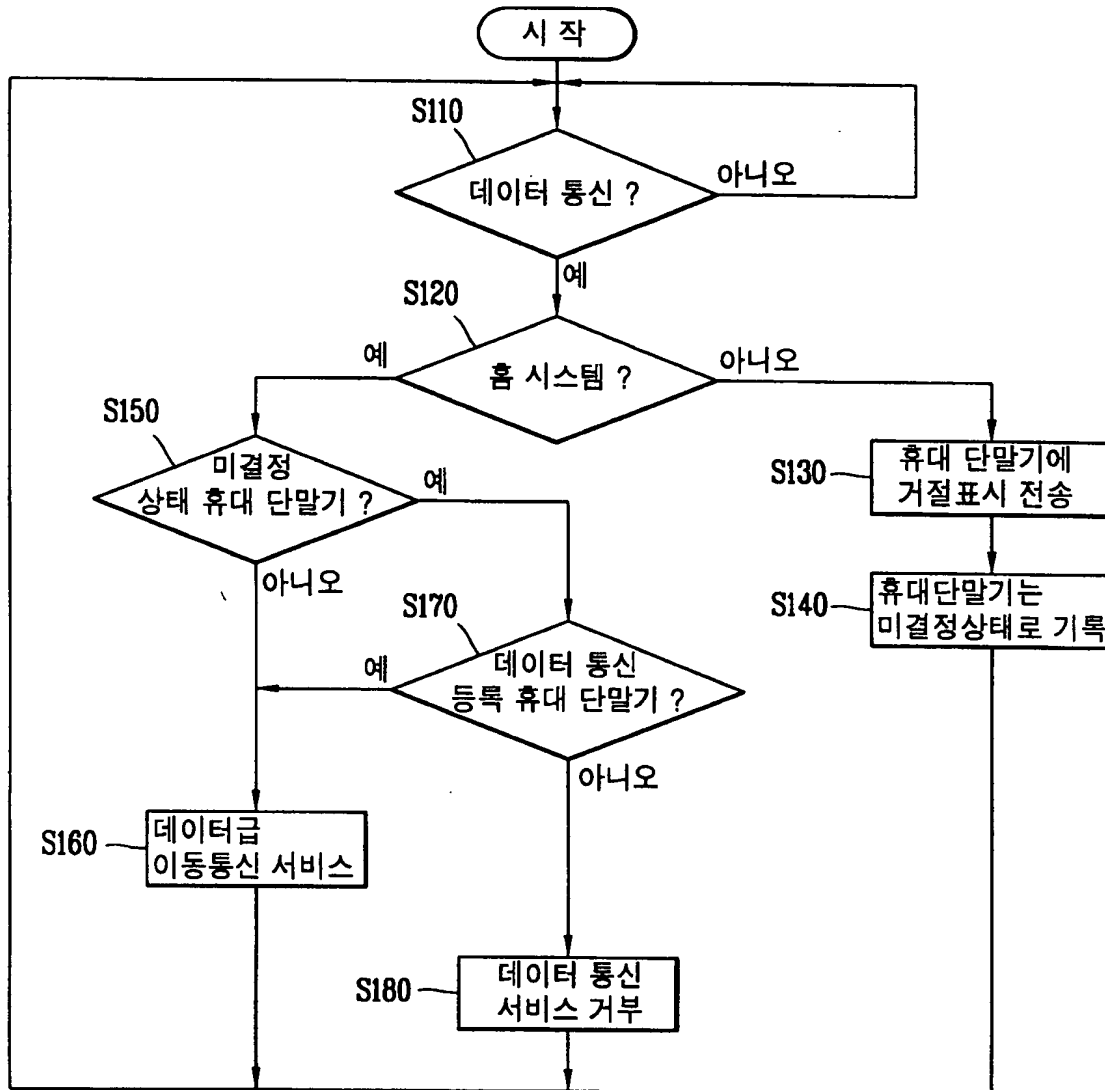 시 작
S110
데이터 통신 ?
아니오
예
S120
홈 시스템 ?
예
아니오
S150
미결정
상태 휴대 단말기 ?
예
아니오
S130
휴대 단말기에
거절표시 전송
S140
휴대단말기는
미결정상태로 기록
S170
데이터 통신
등록 휴대 단말기 ?
예
아니오
S160
데이터급
이동통신 서비스
S180
데이터 통신
서비스 거부